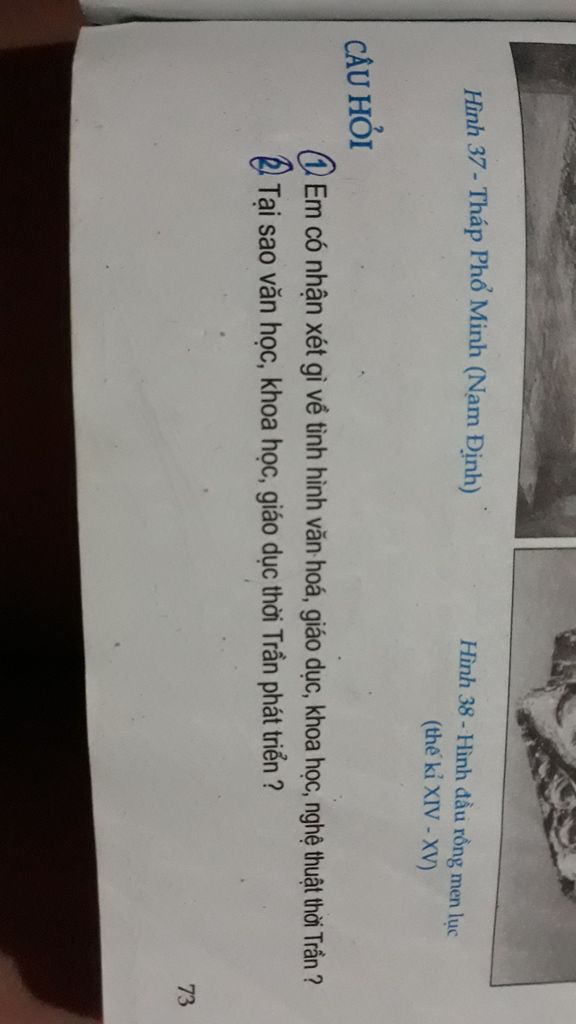 Hình 37 - Tháp Phổ Minh (Nam Định)
Hình 38 - Hình đầu rồng men lục
(thế kỉ XIV - XV)
CÂU HỎI
1. Em có nhận xét gì về tình hình văn hoá, giáo dục, khoa học, nghệ thuật thời Trần ?
2. Tại sao văn học, khoa học, giáo dục thời Trần phát triển ?
73